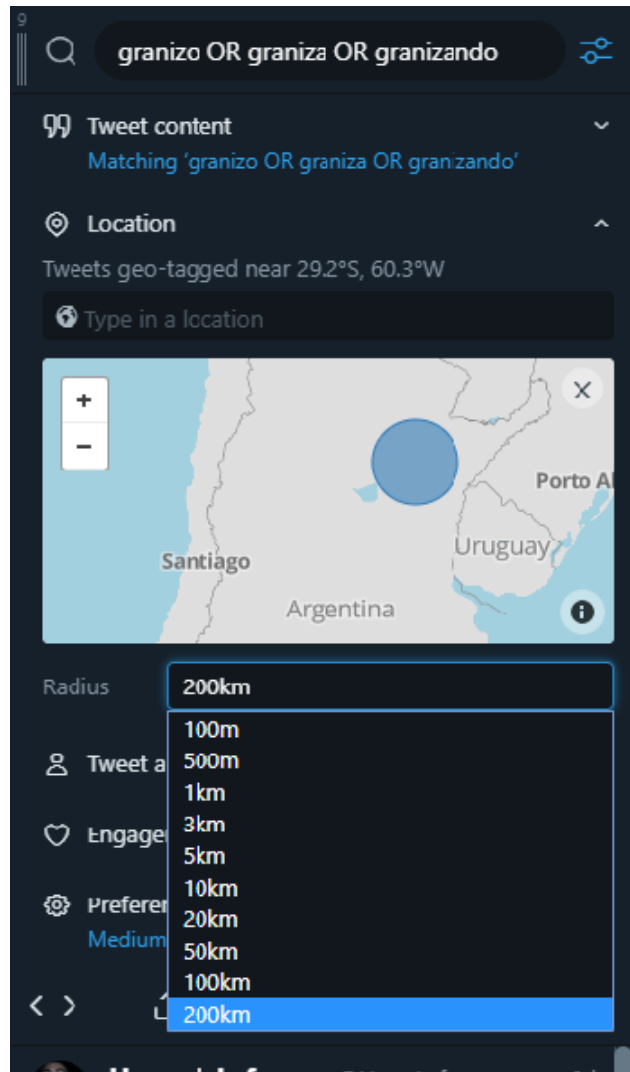 9
granizo OR graniza OR granizando
Tweet content
Matching 'granizo OR graniza OR granizando'
Location
Tweets geo-tagged near 29.2°S, 60.3°W
Type in a location
+
−
Porto Al
Santiago
Uruguay
Argentina
Radius
200km
100m
500m
Tweet a
1km
3km
Engage
5km
10km
Prefere
20km
Medium
50km
100km
200km